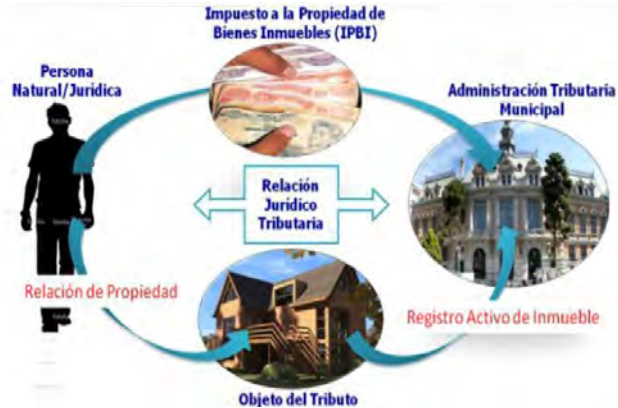 Impuesto a la Propiedad de
Bienes Inmuebles (IPBI)
Persona
Natural/Jurídica
Administración Tributaria
Municipal
Relación
Jurídico
Tributaria
Relación de Propiedad
Registro Activo de Inmueble
Objeto del Tributo